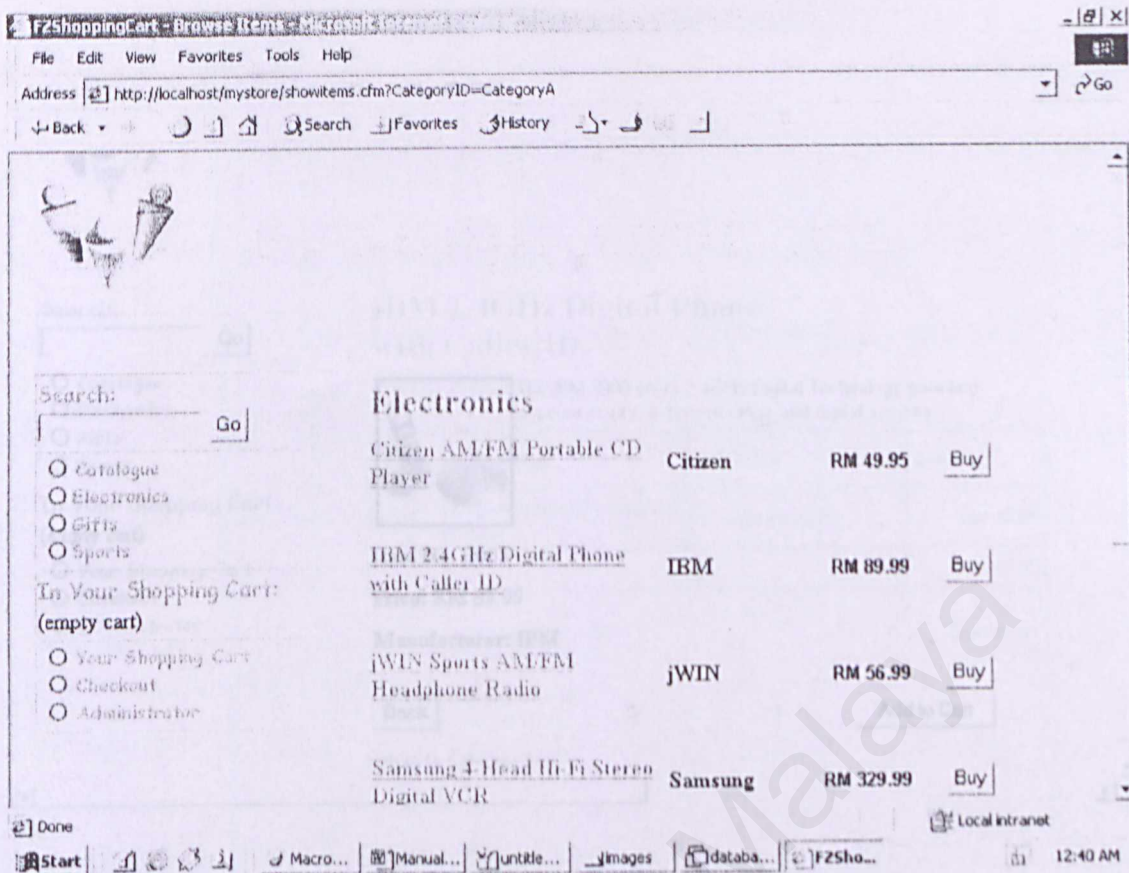 File Edit View Favorites Tools Help
Address http://localhost/mystore/showitems.cfm?CategoryID=CategoryA Go
Back Search Favorites History
Search:
Go
Catalogue
Electronics
Gifts
Sports
In Your Shopping Cart:
(empty cart)
Your Shopping Cart
Checkout
Administrator
Electronics
Citizen AM/FM Portable CD
Player
Citizen RM 49.95 Buy
IBM 2.4GHz Digital Phone
with Caller ID
IBM RM 89.99 Buy
jWIN Sports AM/FM
Headphone Radio
jWIN RM 56.99 Buy
Samsung 4-Head Hi-Fi Stereo
Digital VCR
Samsung RM 329.99 Buy
Malaya
Done Local intranet
Start Macro... Manual... untitle... images databa... FZSho... 12:40 AM